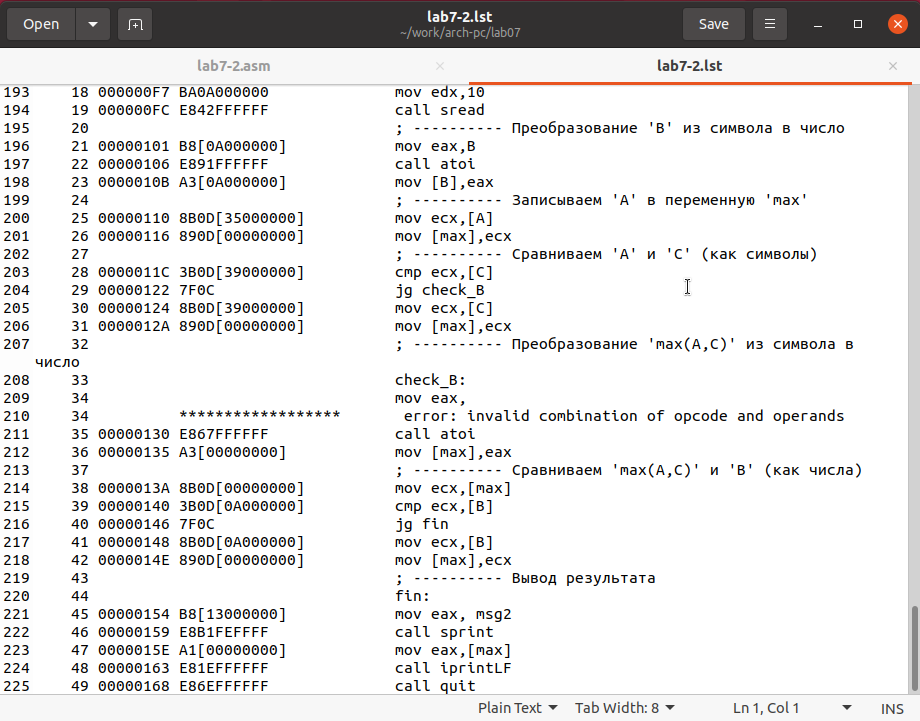 Open
lab7-2.lst
~/work/arch-pc/lab07
Save
lab7-2.asm
lab7-2.lst
193 18 000000F7 BA0A000000 mov edx,10
194 19 000000FC E842FFFFFF call sread
195 20 ; ---------- Преобразование 'B' из символа в число
196 21 00000101 B8[0A000000] mov eax,B
197 22 00000106 E891FFFFFF call atoi
198 23 0000010B A3[0A000000] mov [B],eax
199 24 ; ---------- Записываем 'A' в переменную 'max'
200 25 00000110 8B0D[35000000] mov ecx,[A]
201 26 00000116 890D[00000000] mov [max],ecx
202 27 ; ---------- Сравниваем 'A' и 'С' (как символы)
203 28 0000011C 3B0D[39000000] cmp ecx,[C]
204 29 00000122 7F0C jg check_B
205 30 00000124 8B0D[39000000] mov ecx,[C]
206 31 0000012A 890D[00000000] mov [max],ecx
207 32 ; ---------- Преобразование 'max(A,C)' из символа в
число
208 33 check_B:
209 34 mov eax,
210 34 ****************** error: invalid combination of opcode and operands
211 35 00000130 E867FFFFFF call atoi
212 36 00000135 A3[00000000] mov [max],eax
213 37 ; ---------- Сравниваем 'max(A,C)' и 'B' (как числа)
214 38 0000013A 8B0D[00000000] mov ecx,[max]
215 39 00000140 3B0D[0A000000] cmp ecx,[B]
216 40 00000146 7F0C jg fin
217 41 00000148 8B0D[0A000000] mov ecx,[B]
218 42 0000014E 890D[00000000] mov [max],ecx
219 43 ; ---------- Вывод результата
220 44 fin:
221 45 00000154 B8[13000000] mov eax, msg2
222 46 00000159 E8B1FEFFFF call sprint
223 47 0000015E A1[00000000] mov eax,[max]
224 48 00000163 E81EFFFFFF call iprintLF
225 49 00000168 E86EFFFFFF call quit
Plain Text Tab Width: 8 Ln 1, Col 1 INS